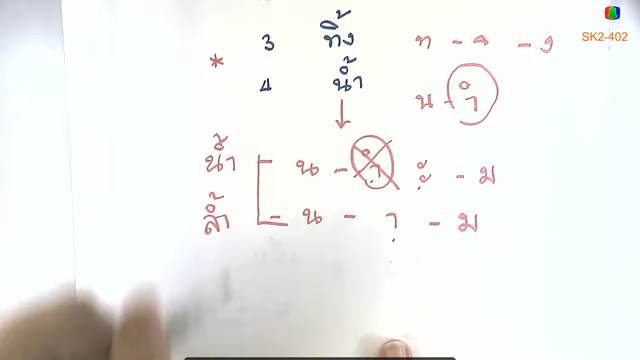 SK2-402
3 ทิ้ง ท - ิ - ง
* 4 น้ำ น - ำ
น้ำ น - ำ ั - ม
ล้ำ น - า - ม